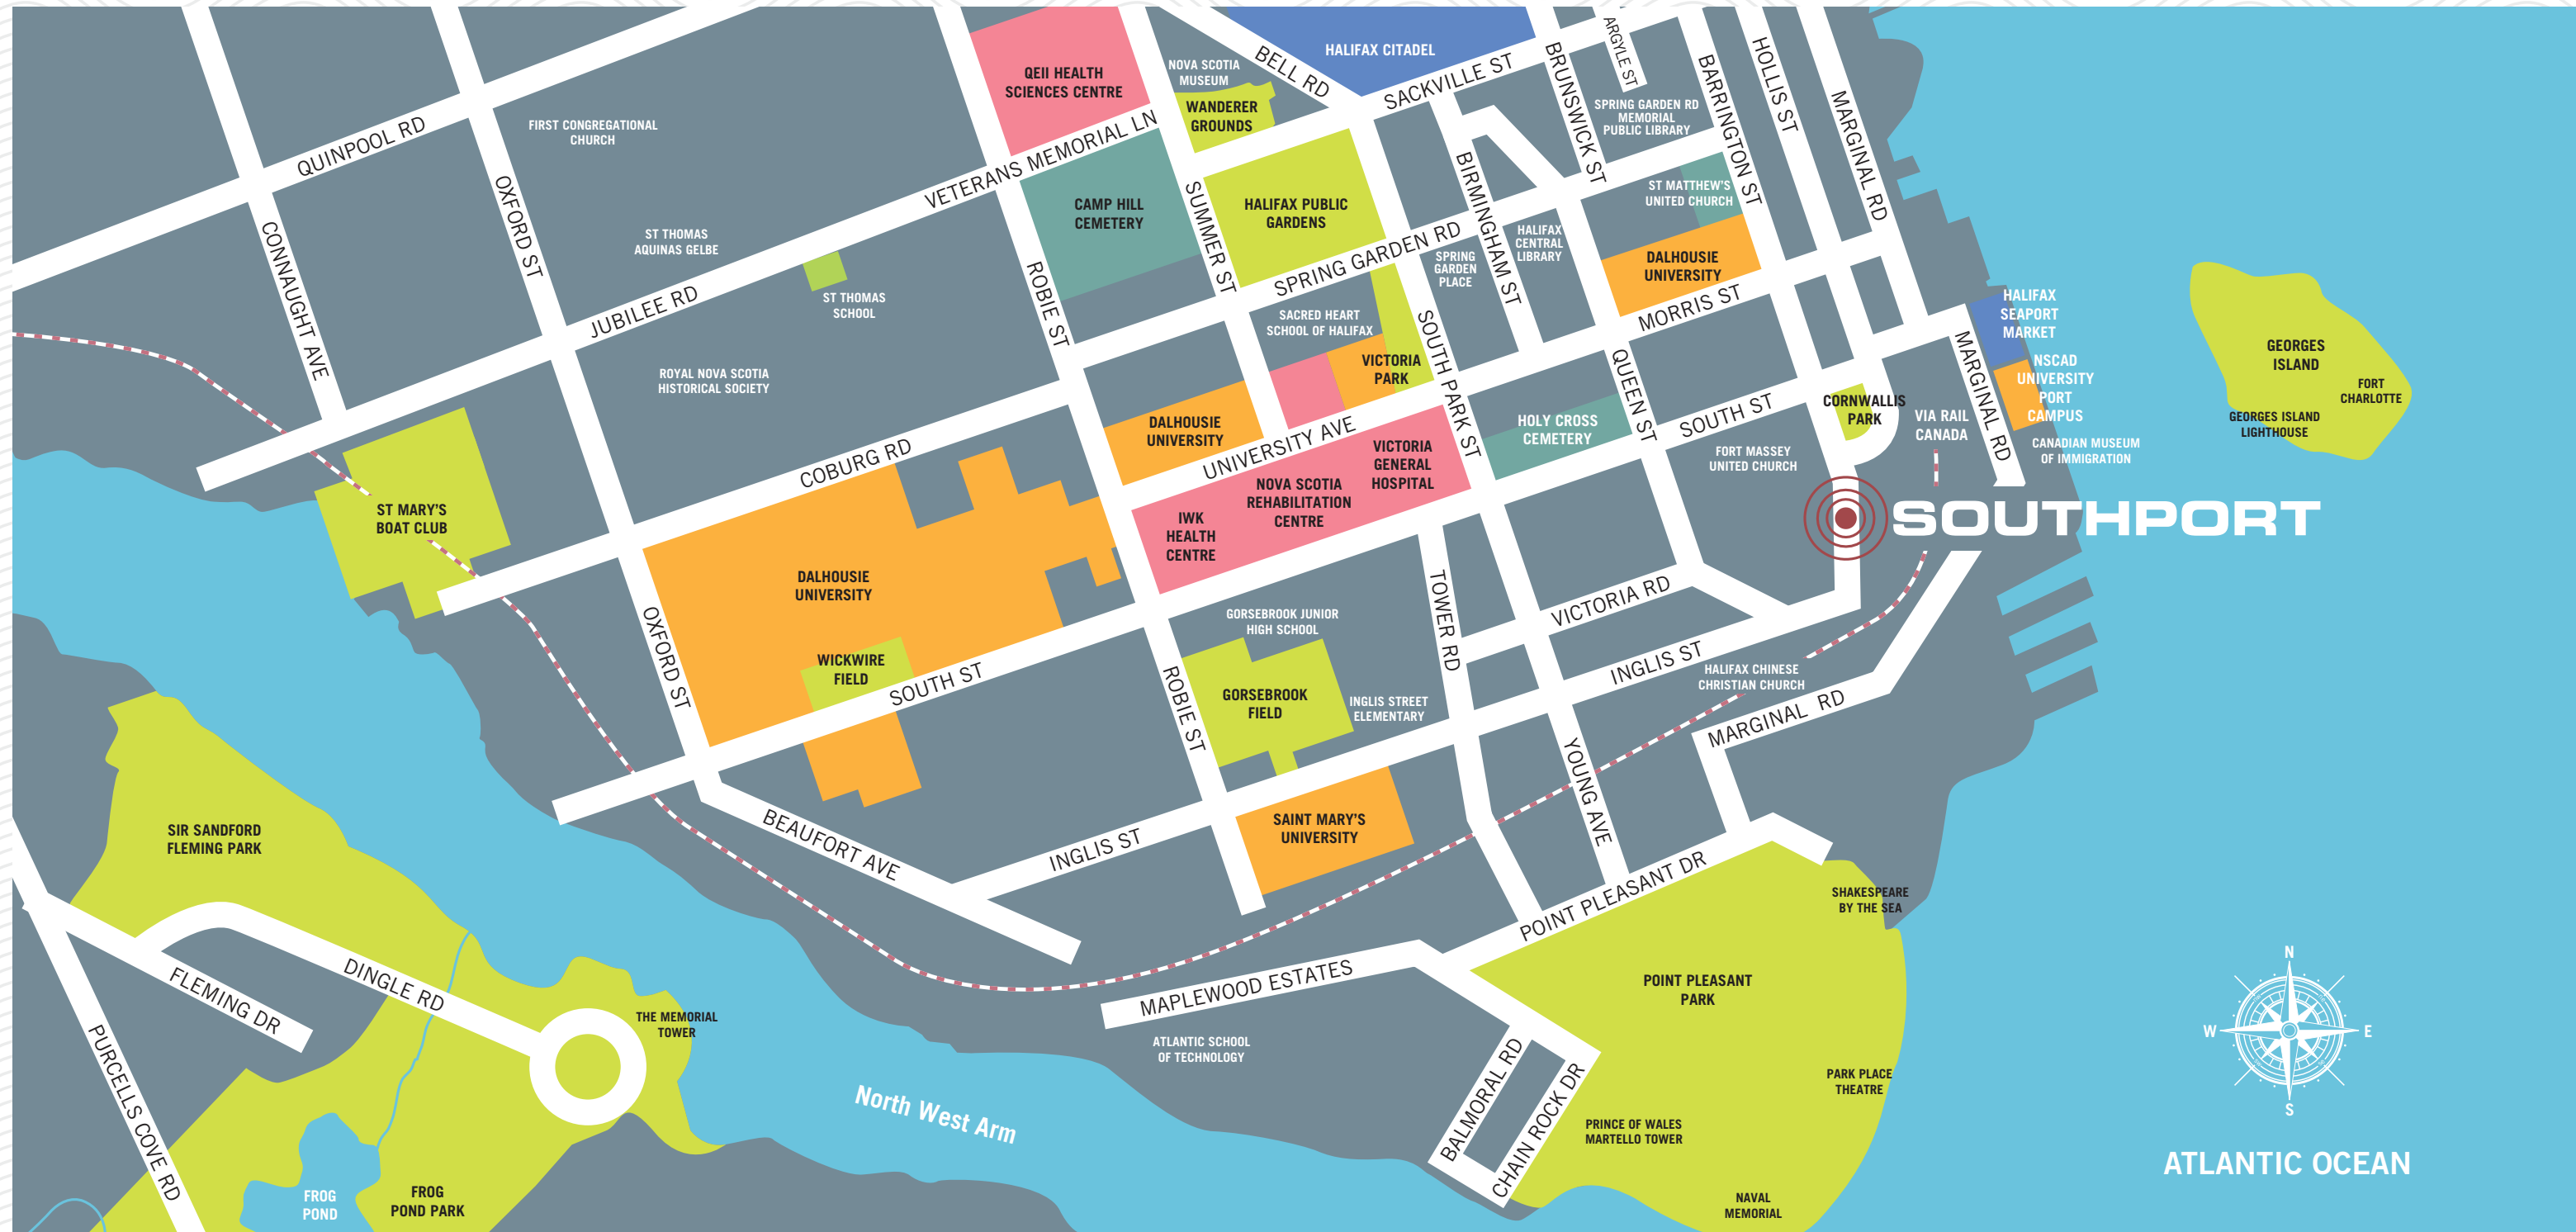 HALIFAX CITADEL
BELL RD
SACKVILLE ST
BRUNSWICK ST
ARGYLE ST
BARRINGTON ST
HOLLIS ST
MARGINAL RD
QEII HEALTH
SCIENCES CENTRE
NOVA SCOTIA
MUSEUM
WANDERER
GROUNDS
SPRING GARDEN RD
MEMORIAL
PUBLIC LIBRARY
FIRST CONGREGATIONAL
CHURCH
QUINPOOL RD
VETERANS MEMORIAL LN
OXFORD ST
CONNAUGHT AVE
CAMP HILL
CEMETERY
SUMMER ST
HALIFAX PUBLIC
GARDENS
BIRMINGHAM ST
ST MATTHEW'S
UNITED CHURCH
ST THOMAS
AQUINAS GELBE
SPRING GARDEN RD
SPRING
GARDEN
PLACE
HALIFAX
CENTRAL
LIBRARY
DALHOUSIE
UNIVERSITY
MORRIS ST
JUBILEE RD
ST THOMAS
SCHOOL
ROBIE ST
SACRED HEART
SCHOOL OF HALIFAX
SOUTH PARK ST
HALIFAX
SEAPORT
MARKET
GEORGES
ISLAND
FORT
CHARLOTTE
GEORGES ISLAND
LIGHTHOUSE
ROYAL NOVA SCOTIA
HISTORICAL SOCIETY
VICTORIA
PARK
QUEEN ST
MARGINAL RD
NSCAD
UNIVERSITY
PORT
CAMPUS
CANADIAN MUSEUM
OF IMMIGRATION
DALHOUSIE
UNIVERSITY
UNIVERSITY AVE
HOLY CROSS
CEMETERY
SOUTH ST
CORNWALLIS
PARK
VIA RAIL
CANADA
COBURG RD
VICTORIA
GENERAL
HOSPITAL
NOVA SCOTIA
REHABILITATION
CENTRE
IWK
HEALTH
CENTRE
FORT MASSEY
UNITED CHURCH
SOUTHPORT
ST MARY'S
BOAT CLUB
DALHOUSIE
UNIVERSITY
OXFORD ST
WICKWIRE
FIELD
SOUTH ST
GORSEBROOK JUNIOR
HIGH SCHOOL
TOWER RD
VICTORIA RD
INGLIS ST
HALIFAX CHINESE
CHRISTIAN CHURCH
MARGINAL RD
ROBIE ST
GORSEBROOK
FIELD
INGLIS STREET
ELEMENTARY
YOUNG AVE
SIR SANDFORD
FLEMING PARK
BEAUFORT AVE
INGLIS ST
SAINT MARY'S
UNIVERSITY
POINT PLEASANT DR
SHAKESPEARE
BY THE SEA
FLEMING DR
DINGLE RD
THE MEMORIAL
TOWER
MAPLEWOOD ESTATES
ATLANTIC SCHOOL
OF TECHNOLOGY
POINT PLEASANT
PARK
N
W
E
S
PURCELLS COVE RD
North West Arm
BALMORAL RD
CHAIN ROCK DR
PARK PLACE
THEATRE
PRINCE OF WALES
MARTELLO TOWER
ATLANTIC OCEAN
FROG
POND
FROG
POND PARK
NAVAL
MEMORIAL